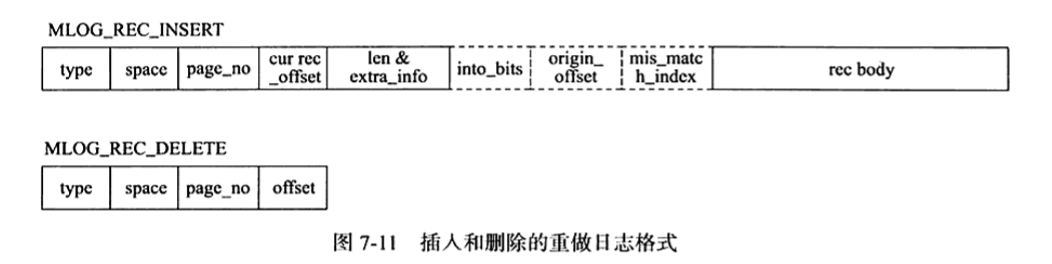 MLOG_REC_INSERT
type space page_no cur rec _offset len & extra_info into_bits origin_ offset mis_matc h_index rec body
MLOG_REC_DELETE
type space page_no offset
图 7-11 插入和删除的重做日志格式